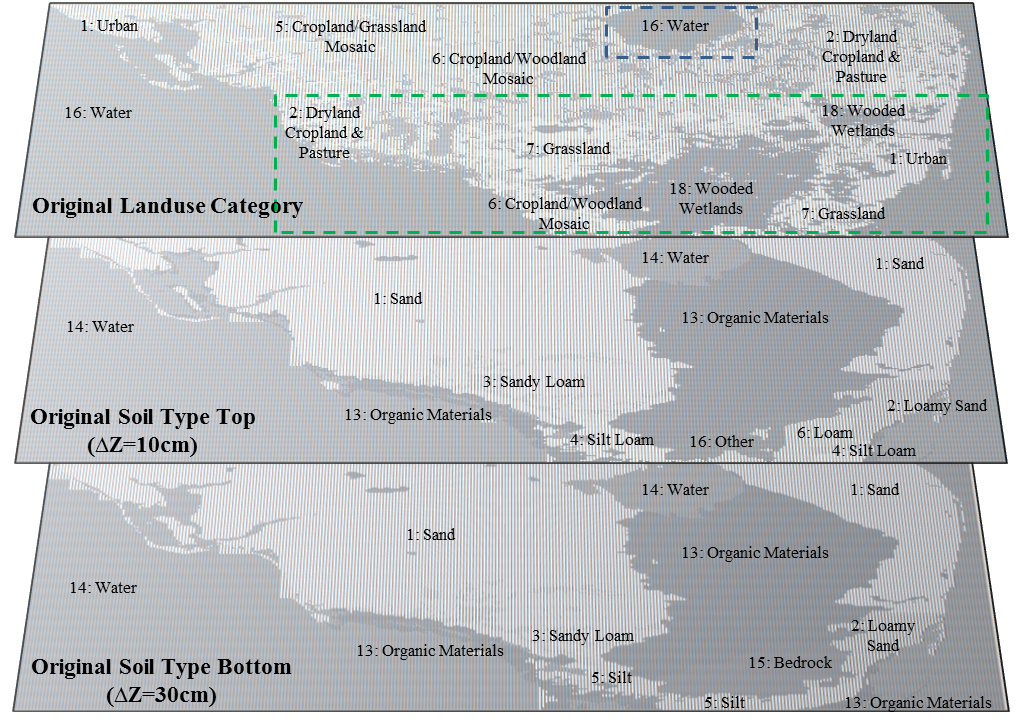 1: Urban
5: Cropland/Grassland
Mosaic
16: Water
6: Cropland/Woodland
Mosaic
2: Dryland
Cropland &
Pasture
16: Water
2: Dryland
Cropland &
Pasture
18: Wooded
Wetlands
7: Grassland
1: Urban
18: Wooded
Wetlands
6: Cropland/Woodland
Mosaic
7: Grassland
Original Landuse Category
14: Water
1: Sand
1: Sand
13: Organic Materials
14: Water
3: Sandy Loam
13: Organic Materials
2: Loamy Sand
4: Silt Loam
16: Other
6: Loam
4: Silt Loam
Original Soil Type Top
(ΔZ=10cm)
14: Water
1: Sand
1: Sand
13: Organic Materials
14: Water
3: Sandy Loam
2: Loamy
Sand
13: Organic Materials
15: Bedrock
5: Silt
5: Silt
13: Organic Materials
Original Soil Type Bottom
(ΔZ=30cm)